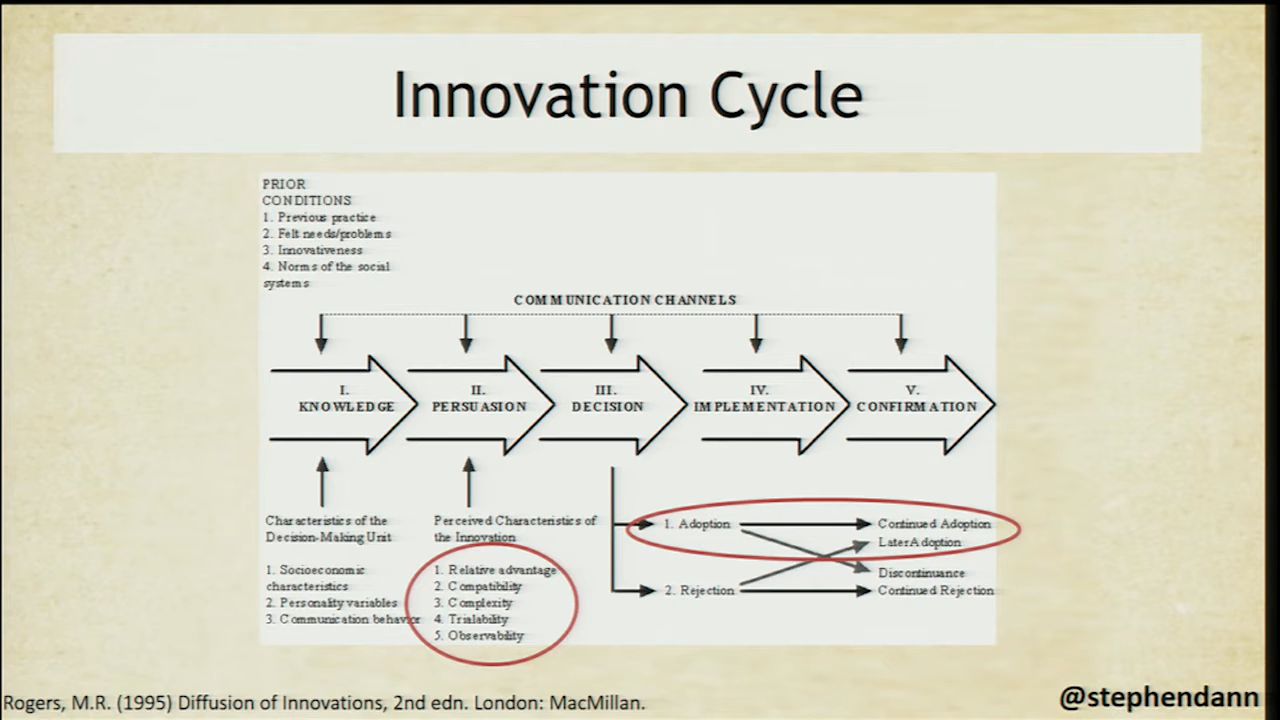 Innovation Cycle
PRIOR
CONDITIONS
1. Previous practice
2. Felt needs/problems
3. Innovativeness
4. Norms of the social
systems
COMMUNICATION CHANNELS
I.
KNOWLEDGE
II.
PERSUASION
III.
DECISION
IV.
IMPLEMENTATION
V.
CONFIRMATION
Characteristics of the
Decision-Making Unit
1. Socioeconomic
characteristics
2. Personality variables
3. Communication behavior
Perceived Characteristics of
the Innovation
1. Relative advantage
2. Compatibility
3. Complexity
4. Trialability
5. Observability
1. Adoption
2. Rejection
Continued Adoption
Later Adoption
Discontinuance
Continued Rejection
Rogers, M.R. (1995) Diffusion of Innovations, 2nd edn. London: MacMillan.
@stephendann